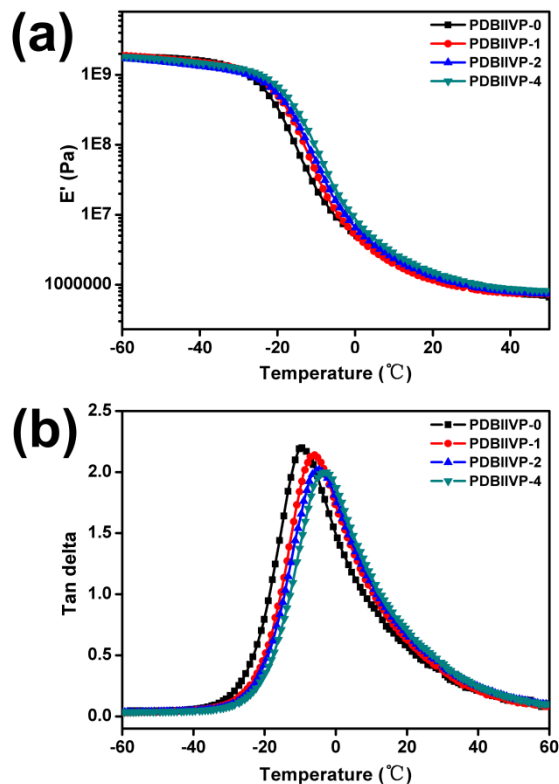 (a)
PDBIIVP-0
PDBIIVP-1
PDBIIVP-2
PDBIIVP-4
1E9
1E8
1E7
1000000
E' (Pa)
-60 -40 -20 0 20 40
Temperature (℃)
(b)
PDBIIVP-0
PDBIIVP-1
PDBIIVP-2
PDBIIVP-4
2.5
2.0
1.5
1.0
0.5
0.0
Tan delta
-60 -40 -20 0 20 40 60
Temperature (℃)